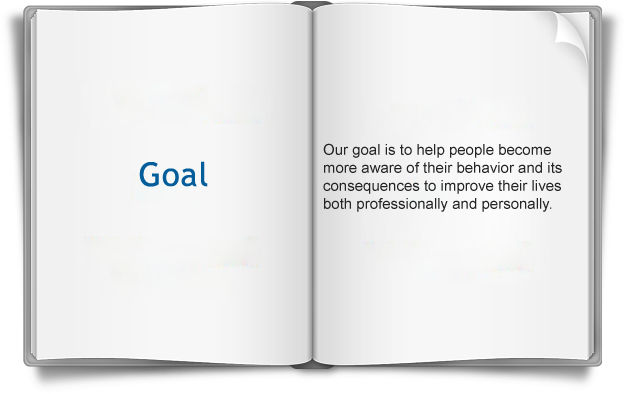 Goal
Our goal is to help people become
more aware of their behavior and its
consequences to improve their lives
both professionally and personally.